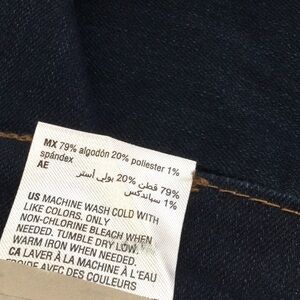 MX 79% algodón 20% poliester 1%
spándex
AE
79% قطن 20% بولي أستر
1% سباندكس
US MACHINE WASH COLD WITH
LIKE COLORS. ONLY
NON-CHLORINE BLEACH WHEN
NEEDED. TUMBLE DRY LOW.
WARM IRON WHEN NEEDED.
CA LAVER À LA MACHINE À L'EAU
FROIDE AVEC DES COULEURS